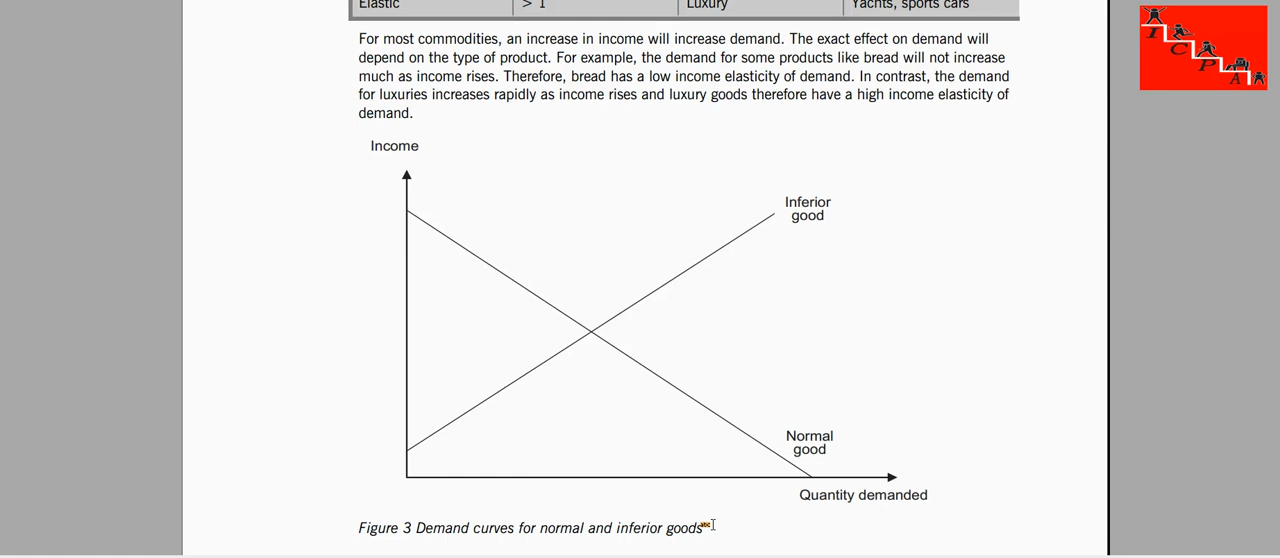 Elastic > 1 Luxury Yachts, sports cars
For most commodities, an increase in income will increase demand. The exact effect on demand will
depend on the type of product. For example, the demand for some products like bread will not increase
much as income rises. Therefore, bread has a low income elasticity of demand. In contrast, the demand
for luxuries increases rapidly as income rises and luxury goods therefore have a high income elasticity of
demand.
Income
Inferior
good
Normal
good
Quantity demanded
Figure 3 Demand curves for normal and inferior goods
I
C
P
A